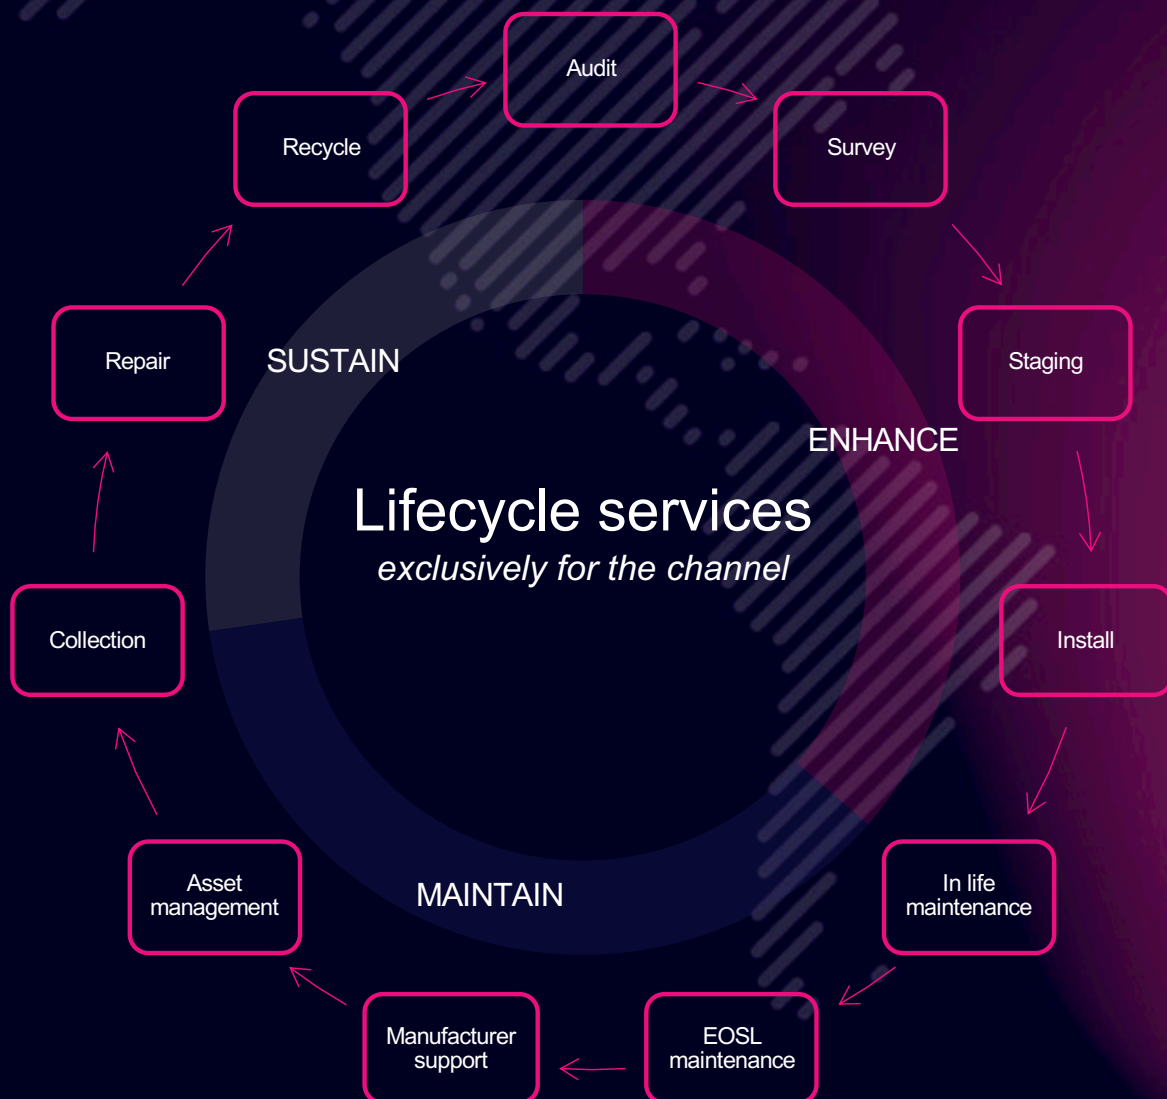 Audit
Recycle
Survey
Repair
SUSTAIN
Staging
ENHANCE
Lifecycle services
exclusively for the channel
Collection
Install
Asset
management
MAINTAIN
In life
maintenance
Manufacturer
support
EOSL
maintenance